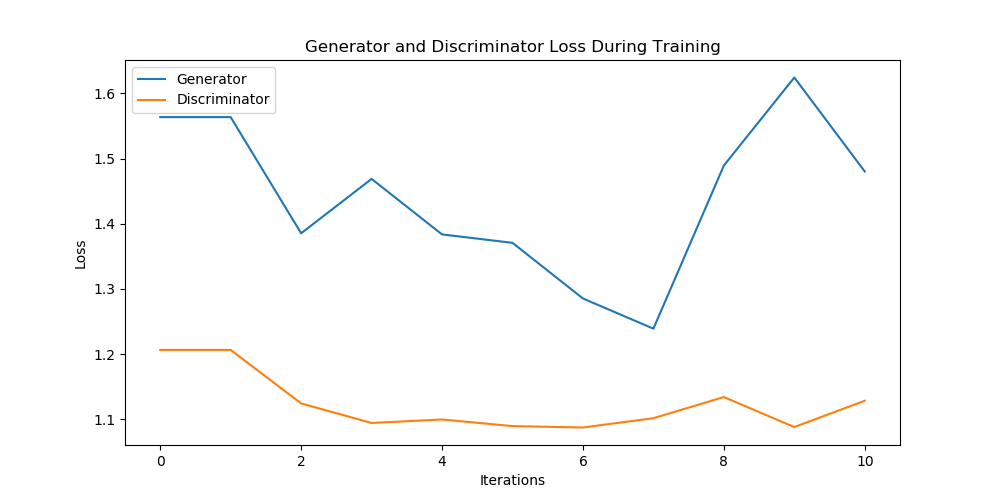 Generator and Discriminator Loss During Training
Generator
Discriminator
1.6
1.5
1.4
1.3
1.2
1.1
Loss
0 2 4 6 8 10
Iterations